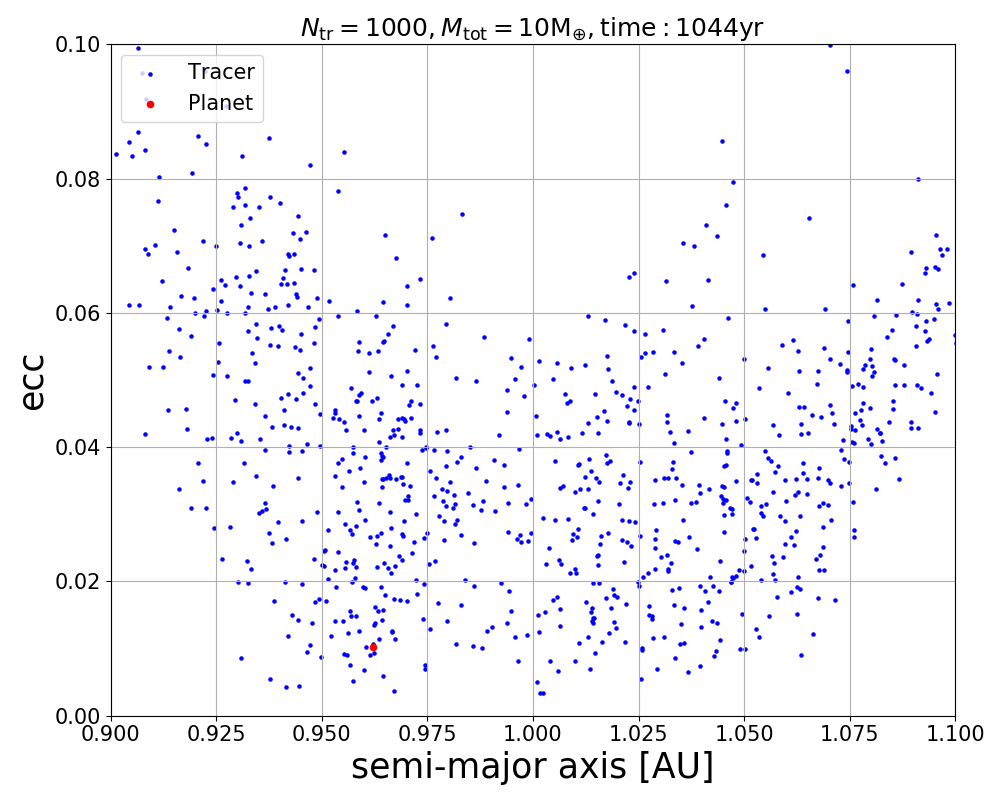 N_tr = 1000, M_tot = 10M_⊕, time : 1044yr
0.10
0.08
0.06
0.04
0.02
0.00
ecc
Tracer
Planet
0.900 0.925 0.950 0.975 1.000 1.025 1.050 1.075 1.100
semi-major axis [AU]